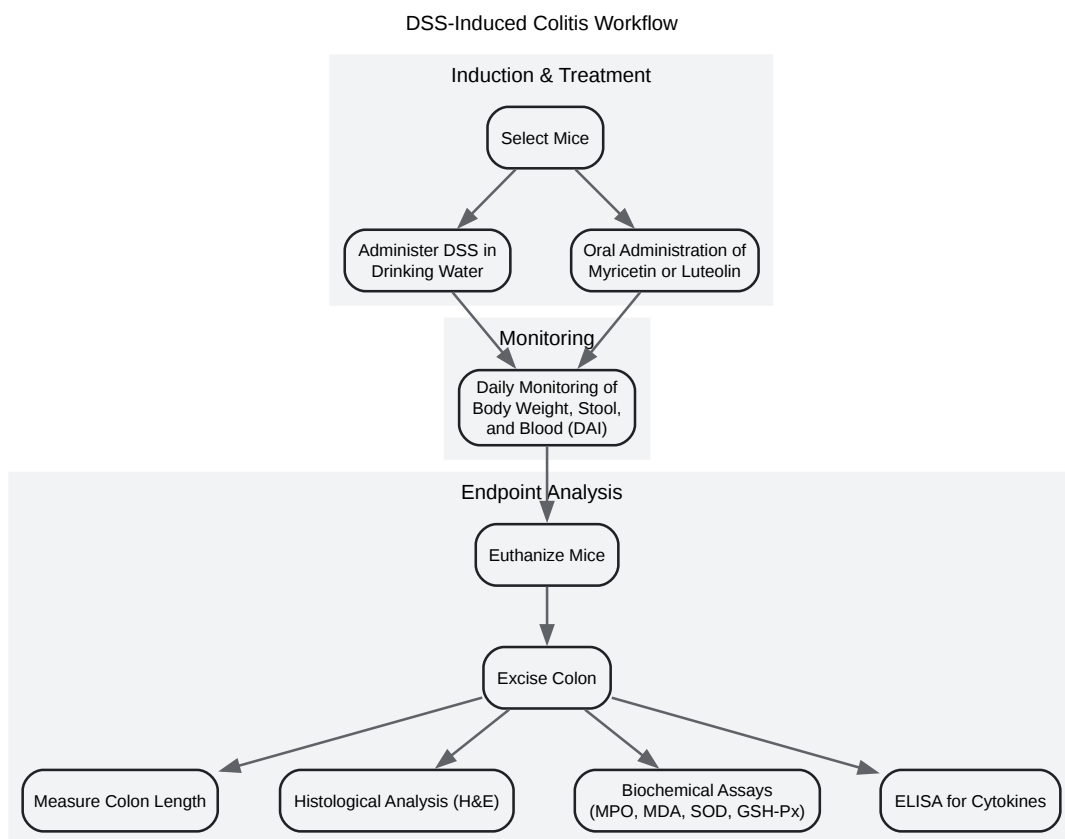 DSS-Induced Colitis Workflow
Induction & Treatment
Select Mice
Administer DSS in
Drinking Water
Oral Administration of
Myricetin or Luteolin
Monitoring
Daily Monitoring of
Body Weight, Stool,
and Blood (DAI)
Endpoint Analysis
Euthanize Mice
Excise Colon
Measure Colon Length
Histological Analysis (H&E)
Biochemical Assays
(MPO, MDA, SOD, GSH-Px)
ELISA for Cytokines